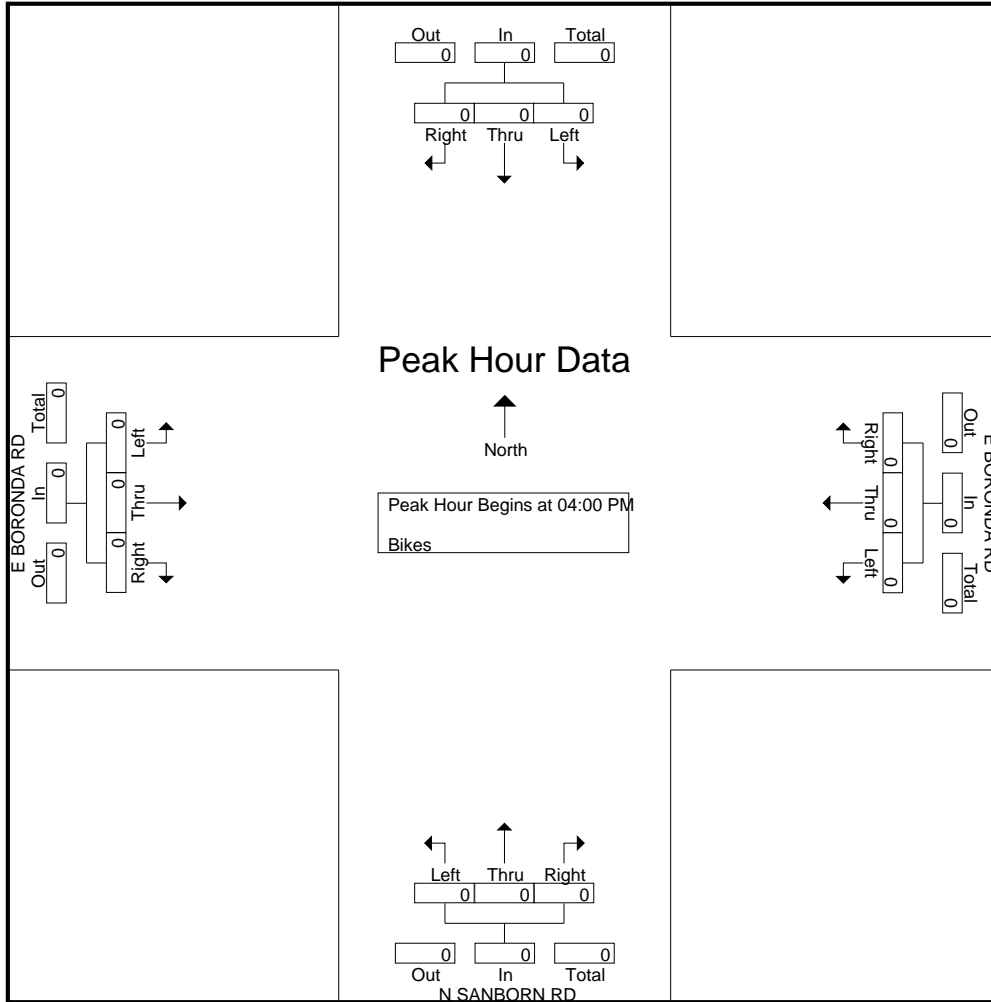 Out In Total
0 0 0
0 0 0
Right Thru Left
Peak Hour Data
North
Peak Hour Begins at 04:00 PM
Bikes
E BORONDA RD
Out In Total
0 0 0
Right Thru Left
0 0 0
E BORONDA RD
Out In Total
0 0 0
Left Thru Right
0 0 0
Left Thru Right
0 0 0
0 0 0
Out In Total
N SANBORN RD